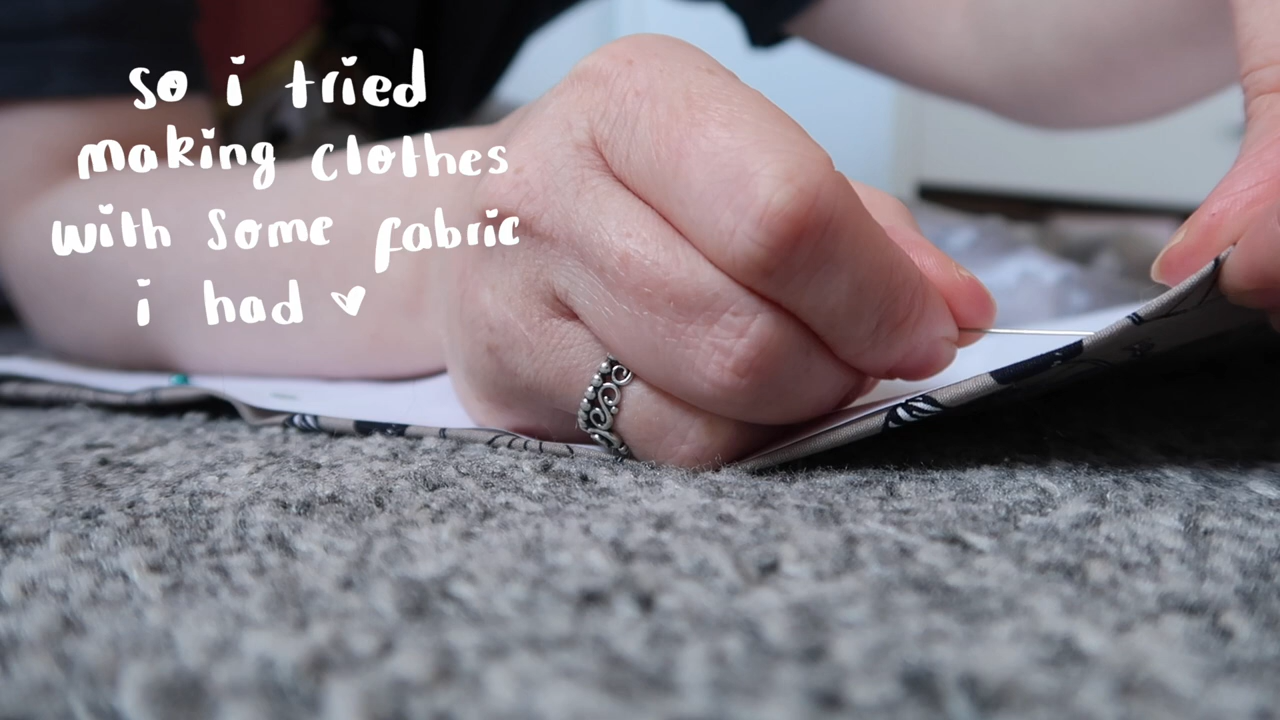 so i tried
making clothes
with some fabric
i had ♥